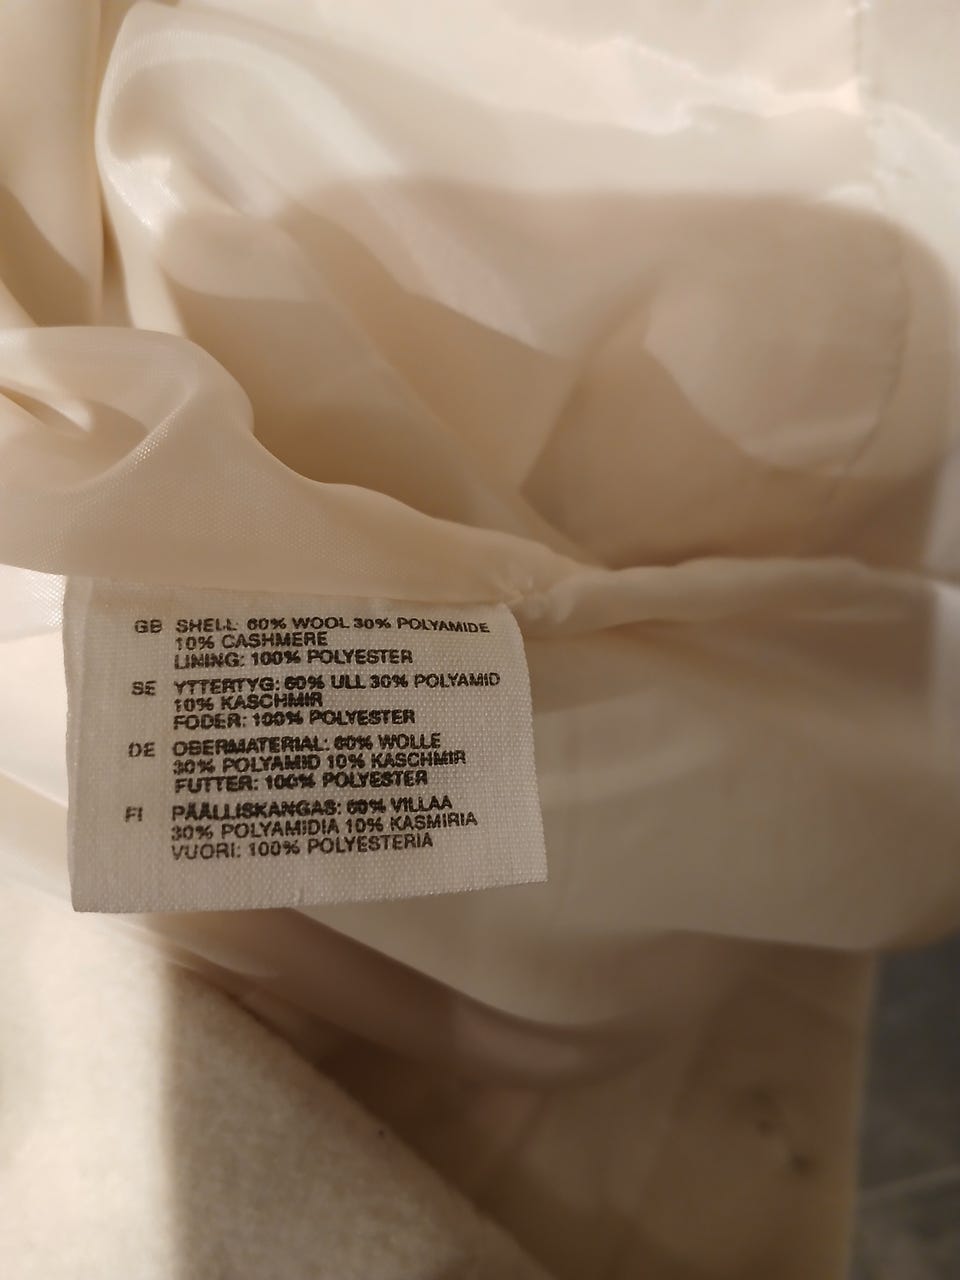 GB SHELL: 60% WOOL 30% POLYAMIDE
10% CASHMERE
LINING: 100% POLYESTER
SE YTTERTYG: 60% ULL 30% POLYAMID
10% KASCHMIR
FODER: 100% POLYESTER
DE OBERMATERIAL: 60% WOLLE
30% POLYAMID 10% KASCHMIR
FUTTER: 100% POLYESTER
FI PÄÄLLISKANGAS: 60% VILLAA
30% POLYAMIDIA 10% KASMIRIA
VUORI: 100% POLYESTERIA